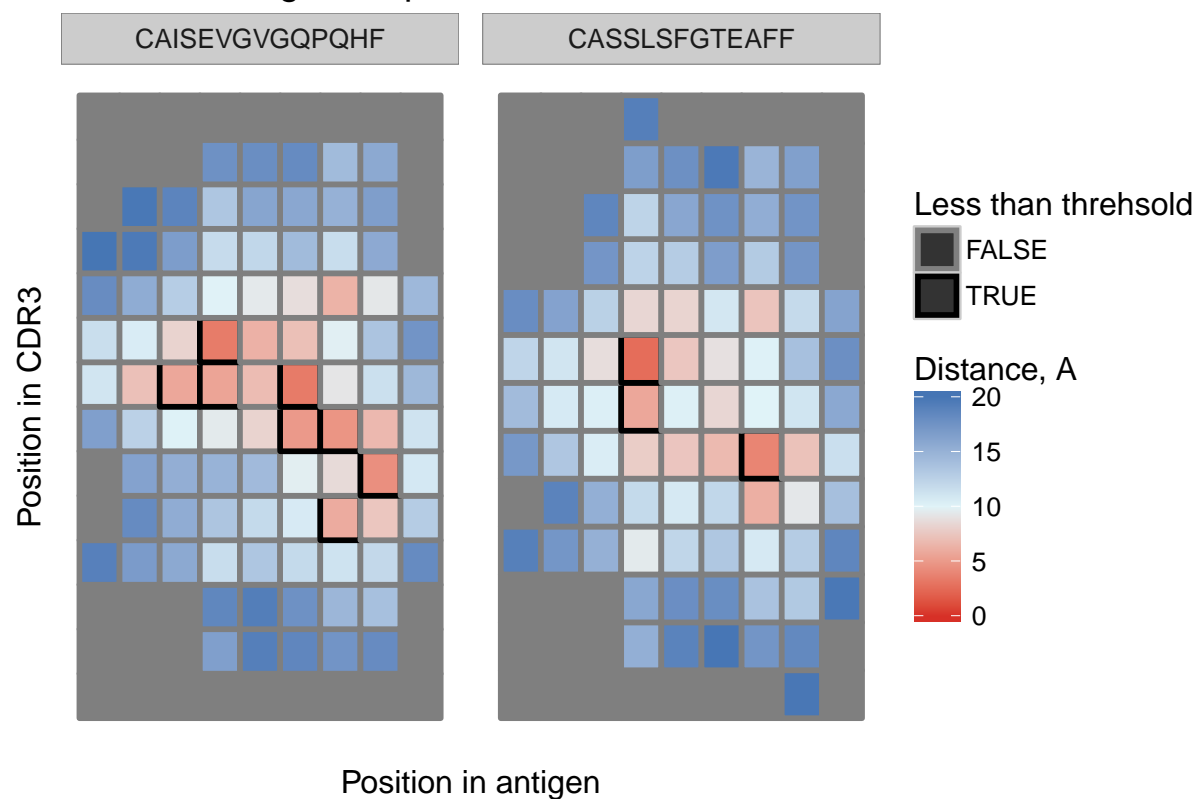 CAISEVGVGQPQHF
CASSLSFGTEAFF
Position in CDR3
Position in antigen
Less than threhsold
FALSE
TRUE
Distance, A
20
15
10
5
0